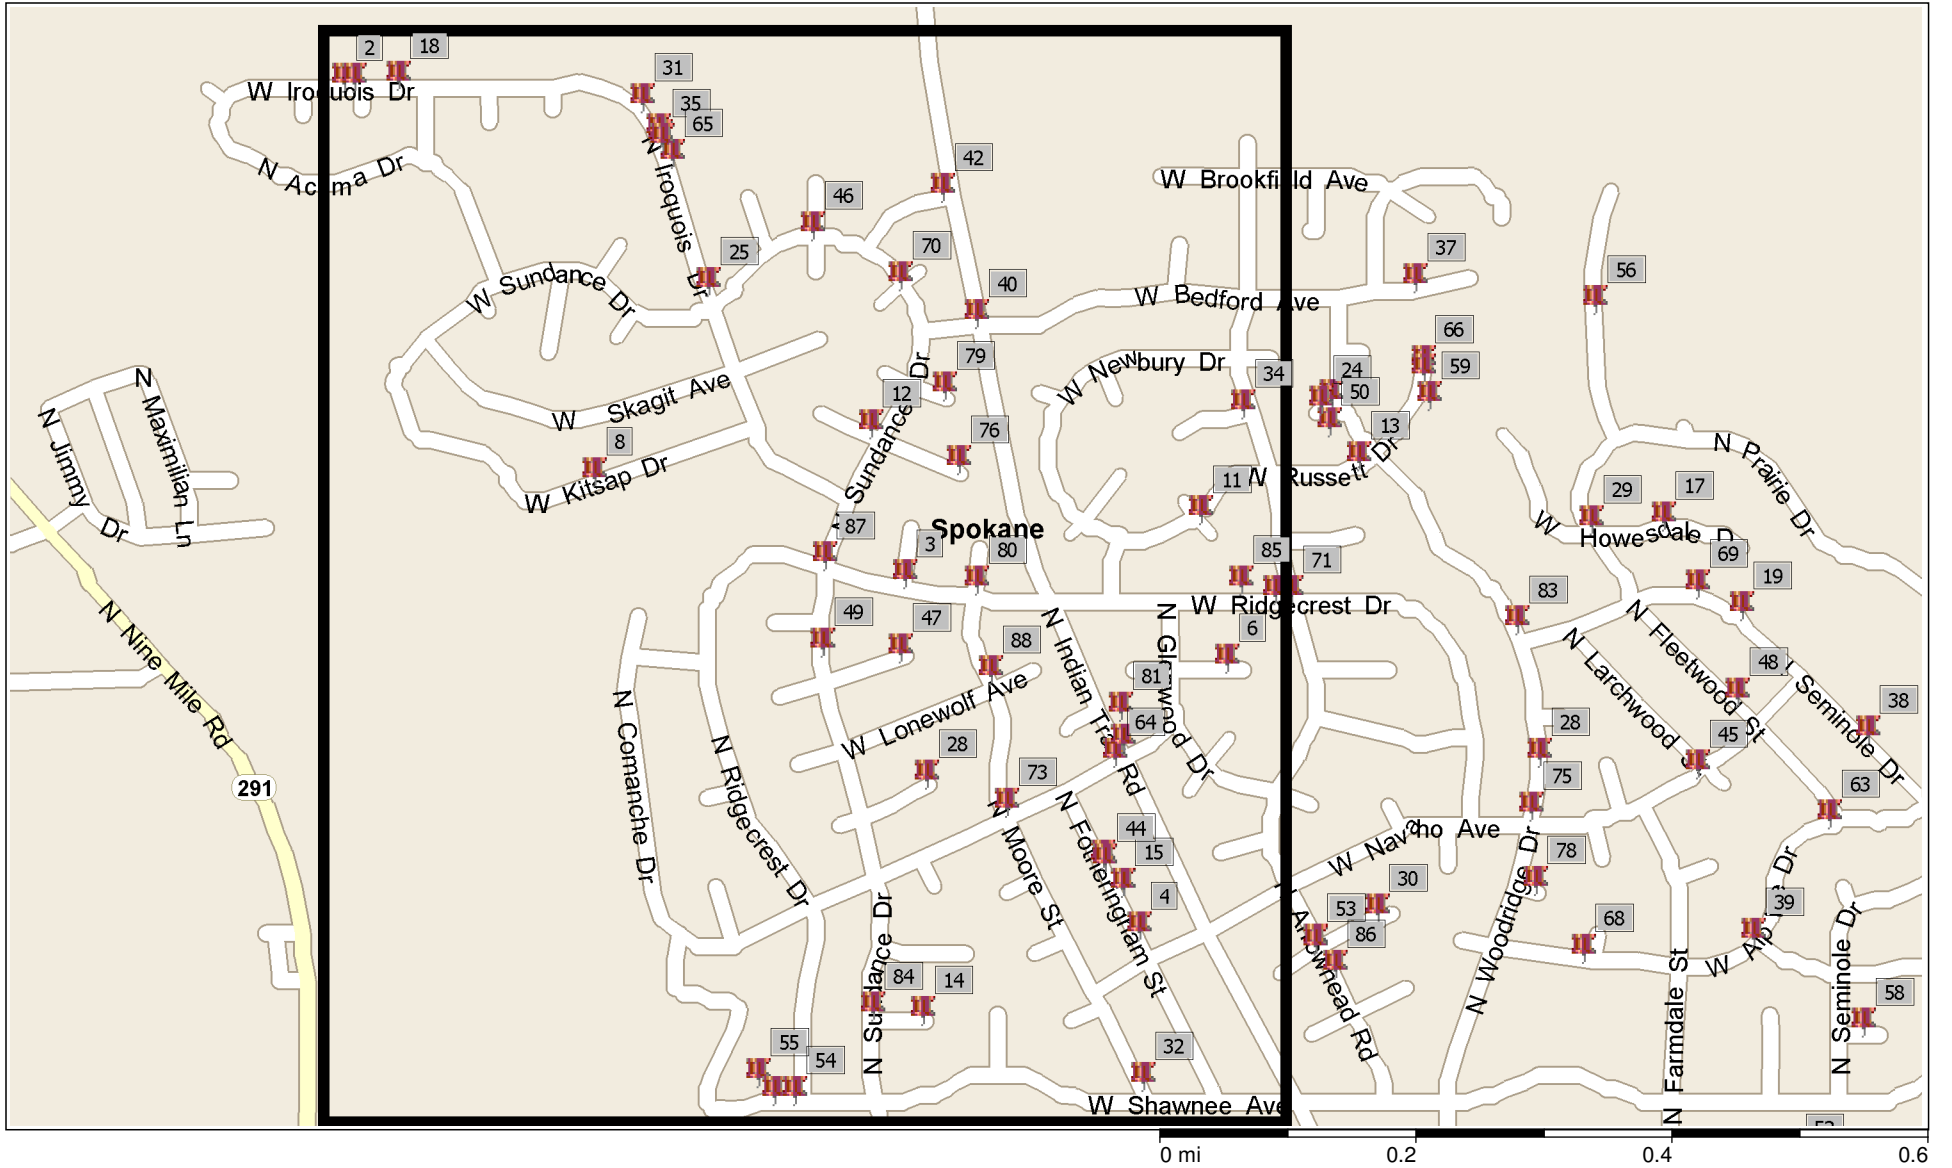 2
18
31
W Iroquois Dr
35
65
42
N Acoma Dr
N Iroquois Dr
W Brookfield Ave
46
25
70
37
56
W Sundance Dr
40
W Bedford Ave
66
79
W Newbury Dr
59
34
24
50
12
N
W Skagit Ave
13
N Jimmy Dr
N Maximilian Ln
8
76
N Prairie Dr
W Kitsap Dr
N Sundance Dr
11
W Russett Dr
29
17
87
Spokane
3
80
W Howesdale Dr
85
71
69
19
83
W Ridgecrest Dr
49
47
N Nine Mile Rd
88
6
N Indian Trail Rd
N Glenwood Dr
N Fleetwood St
N Larchwood St
48
81
N Seminole Dr
W Lonewolf Ave
N Comanche Dr
N Ridgecrest Dr
64
28
28
45
38
291
73
75
63
44
15
W Navaho Ave
N Moore St
N Fotheringham St
78
4
30
53
86
N Arrowhead Rd
N Woodridge Dr
68
39
W Alpine Dr
84
14
N Sundance Dr
N Farmdale St
N Seminole Dr
58
55
54
32
W Shawnee Ave
0 mi
0.2
0.4
0.6